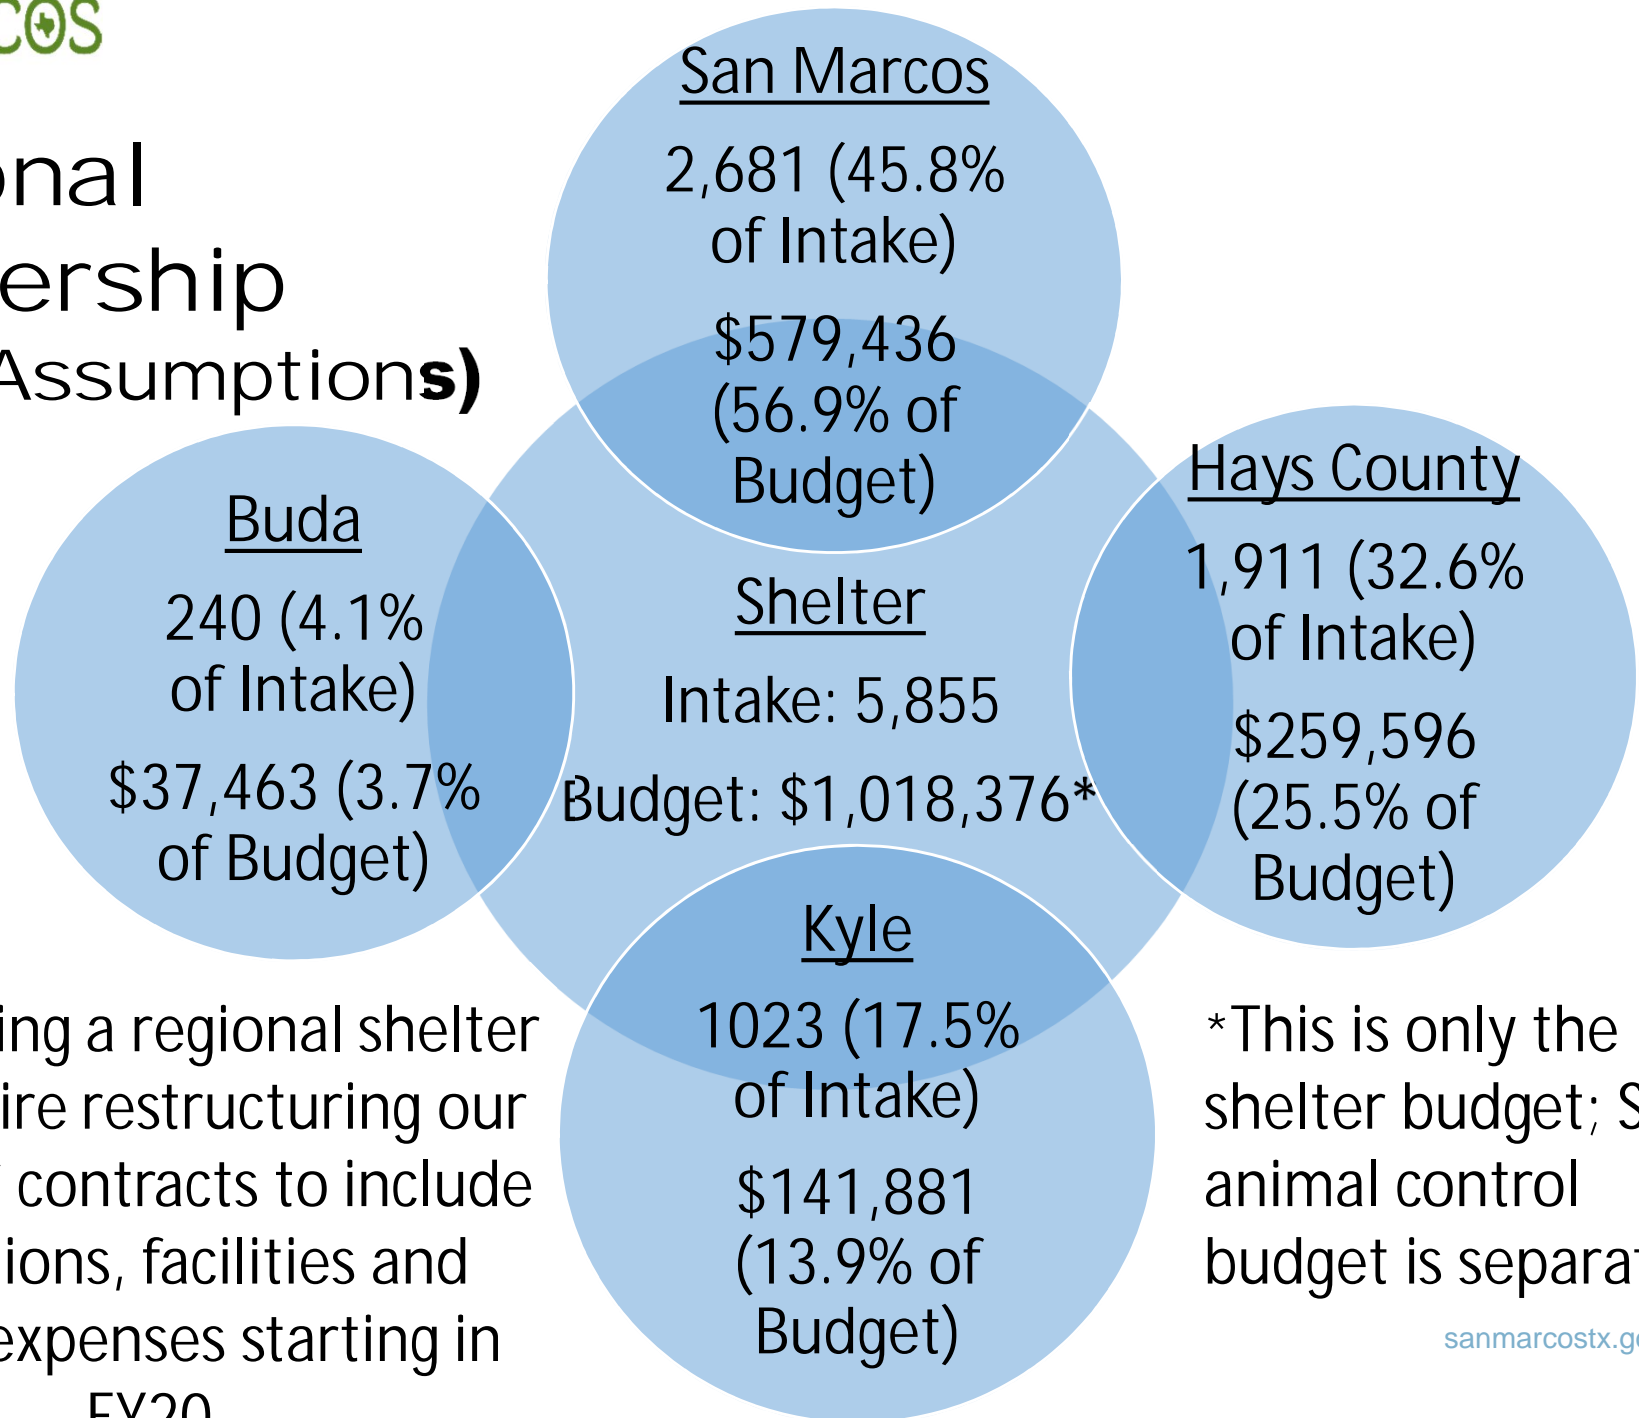 COS
onal
ership
Assumptions)
San Marcos
2,681 (45.8%
of Intake)
$579,436
(56.9% of
Budget)
Buda
240 (4.1%
of Intake)
$37,463 (3.7%
of Budget)
Shelter
Intake: 5,855
Budget: $1,018,376*
Hays County
1,911 (32.6%
of Intake)
$259,596
(25.5% of
Budget)
Kyle
1023 (17.5%
of Intake)
$141,881
(13.9% of
Budget)
ing a regional shelter
ire restructuring our
contracts to include
ions, facilities and
expenses starting in
FY20
*This is only the
shelter budget; S
animal control
budget is separat
sanmarcostx.go